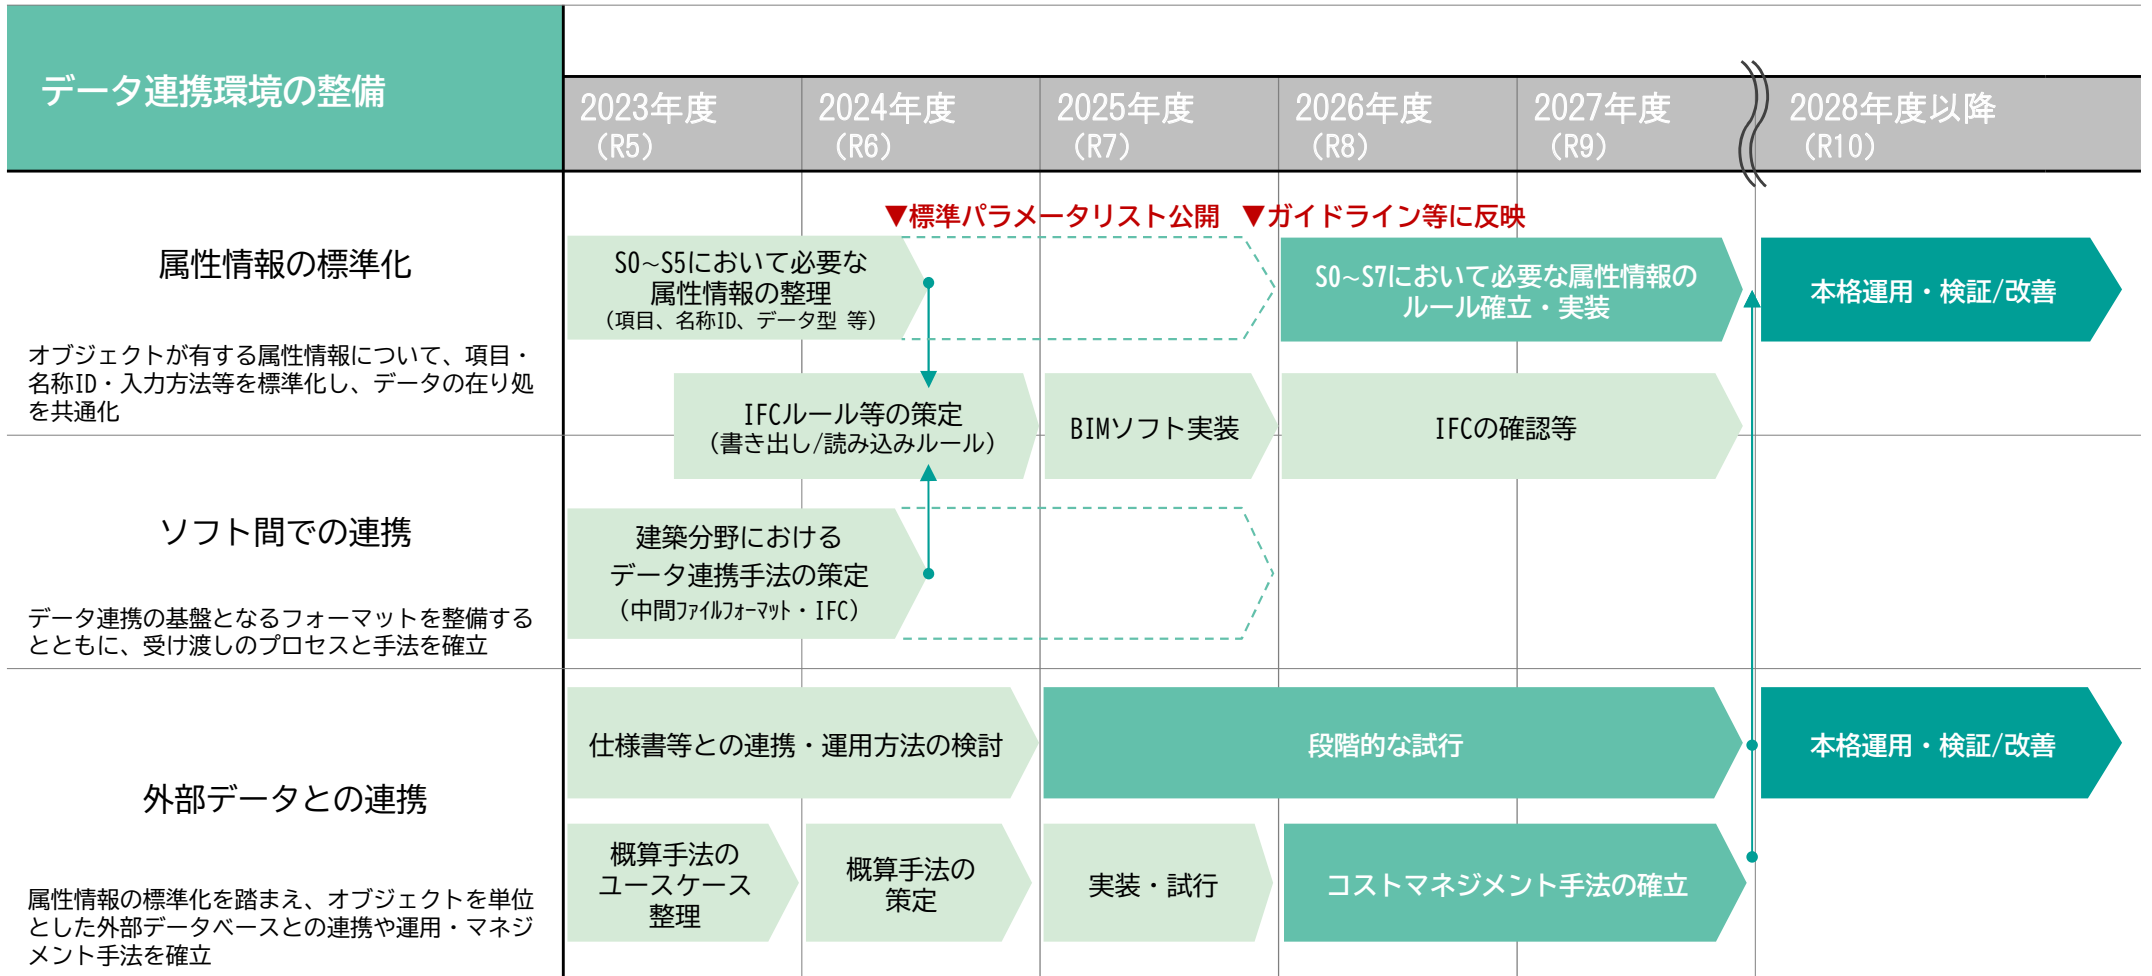 データ連携環境の整備
2023年度
（R5）
2024年度
（R6）
2025年度
（R7）
2026年度
（R8）
2027年度
（R9）
2028年度以降
（R10）
▼標準パラメータリスト公開
▼ガイドライン等に反映
属性情報の標準化
オブジェクトが有する属性情報について、項目・
名称ID・入力方法等を標準化し、データの在り処
を共通化
S0~S5において必要な
属性情報の整理
（項目、名称ID、データ型 等）
S0~S7において必要な属性情報の
ルール確立・実装
本格運用・検証/改善
IFCルール等の策定
（書き出し/読み込みルール）
BIMソフト実装
IFCの確認等
ソフト間での連携
データ連携の基盤となるフォーマットを整備する
とともに、受け渡しのプロセスと手法を確立
建築分野における
データ連携手法の策定
（中間ﾌｧｲﾙﾌｫｰﾏｯﾄ・IFC）
外部データとの連携
属性情報の標準化を踏まえ、オブジェクトを単位
とした外部データベースとの連携や運用・マネジ
メント手法を確立
仕様書等との連携・運用方法の検討
段階的な試行
本格運用・検証/改善
概算手法の
ユースケース
整理
概算手法の
策定
実装・試行
コストマネジメント手法の確立